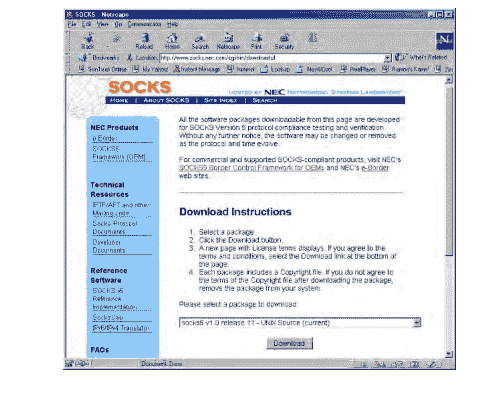 SOCKS - Netscape
File Edit View Go Communicator Help
Back Reload Home Search Netscape Print Security
Bookmarks Location: http://www.socks.nec.com/cgi-bin/download.pl What's Related
Instant Message Internet Lookup New&Cool RealPlayer
SOCKS
HOSTED BY NEC NETWORKING SYSTEMS LABORATORY
HOME | ABOUT SOCKS | SITE INDEX | SEARCH
NEC Products
e-Border
SOCKS5
Framework (OEM)
Technical
Resources
IETF/AFT and other
Mailing Lists
Socks Protocol
Documents
Developer
Documents
Reference
Software
SOCKS v5
Reference
Implementation
SocksCap
IPv6/IPv4 Translator
FAQs
All the software packages downloadable from this page are developed
for SOCKS Version 5 protocol compliance testing and verification.
Without any further notice, the software may be changed or removed
as the protocol and time evolve.
For commercial and supported SOCKS-compliant products, visit NEC's
SOCKS5 Border Control Framework for OEMs and NEC's e-Border
web sites.
Download Instructions
1. Select a package.
2. Click the Download button.
3. A new page with License terms displays. If you agree to the
terms and conditions, select the Download link at the bottom of
the page.
4. Each package includes a Copyright file. If you do not agree to
the terms of the Copyright file after downloading the package,
remove the package from your system.
Please select a package to download:
socks5 v1.0 release 11 - UNIX Source (current)
Download
Document: Done